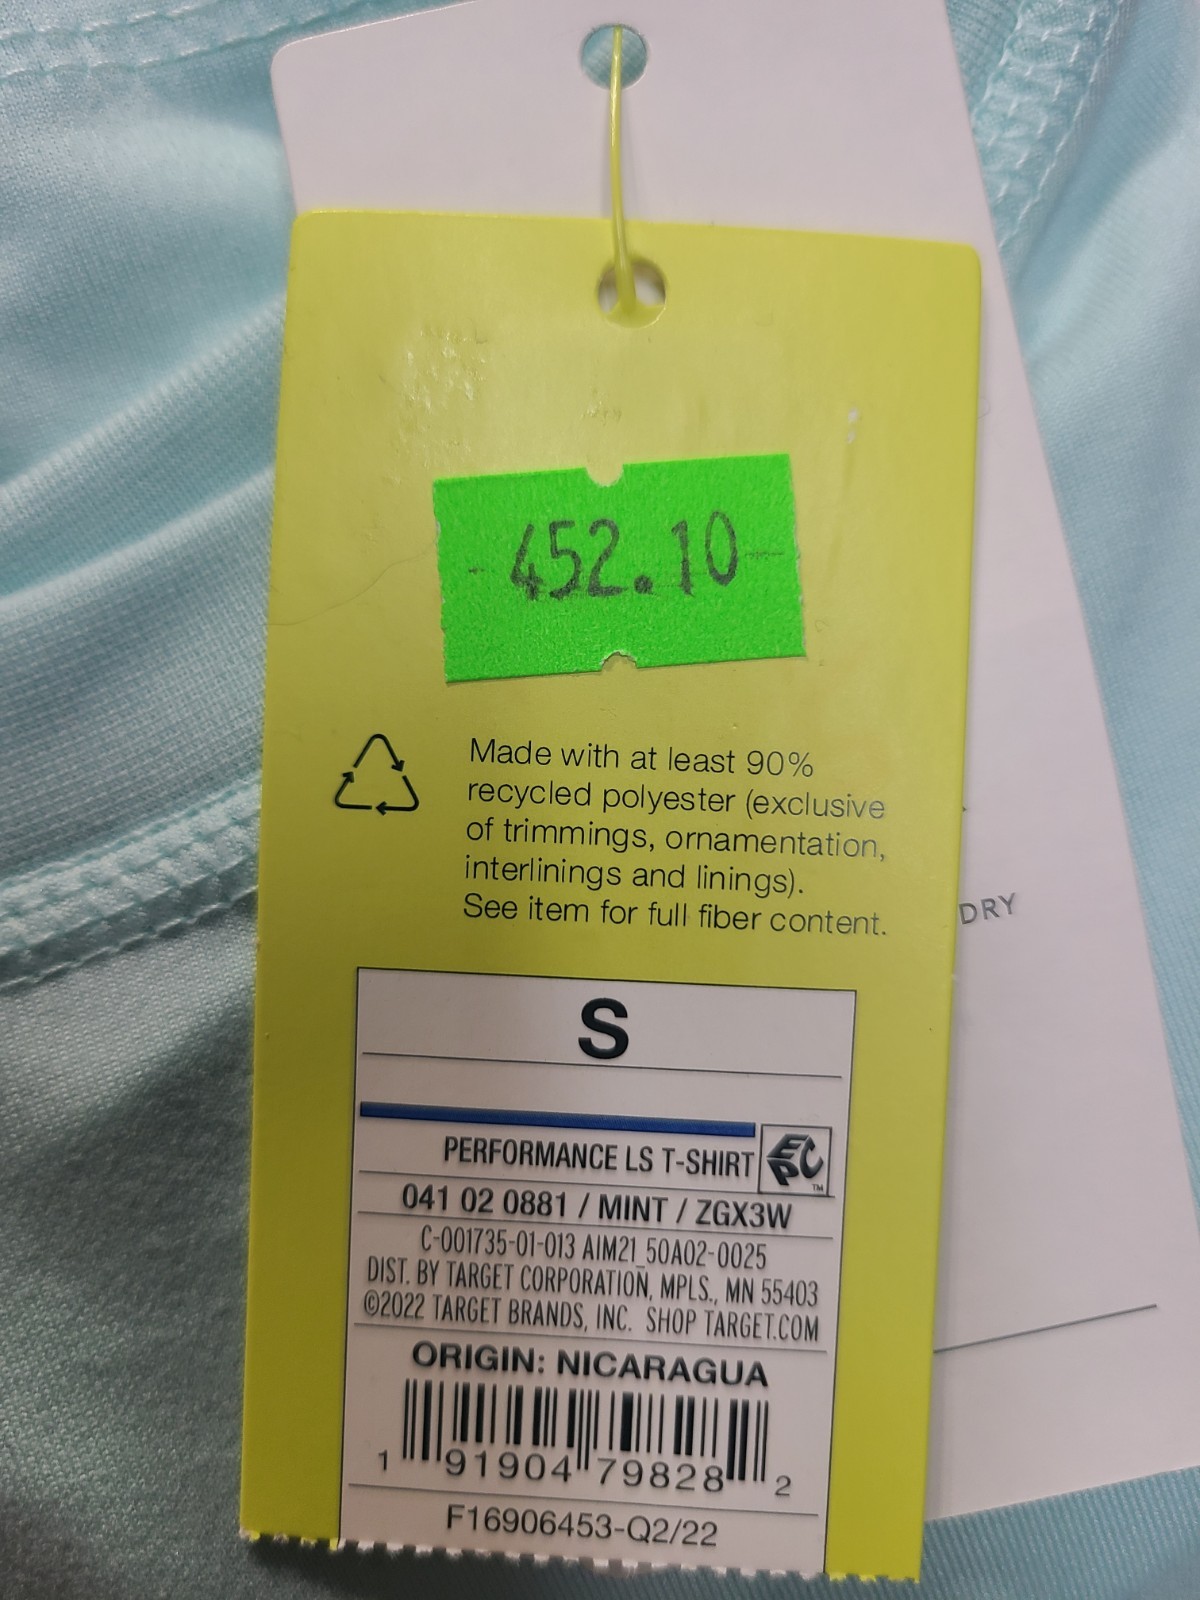 -452.10-
Made with at least 90%
recycled polyester (exclusive
of trimmings, ornamentation,
interlinings and linings).
See item for full fiber content.
DRY
S
PERFORMANCE LS T-SHIRT
EPC
TM
041 02 0881 / MINT / ZGX3W
C-001735-01-013 AIM21_50A02-0025
DIST. BY TARGET CORPORATION, MPLS., MN 55403
©2022 TARGET BRANDS, INC. SHOP TARGET.COM
ORIGIN: NICARAGUA
1 91904 79828 2
F16906453-Q2/22